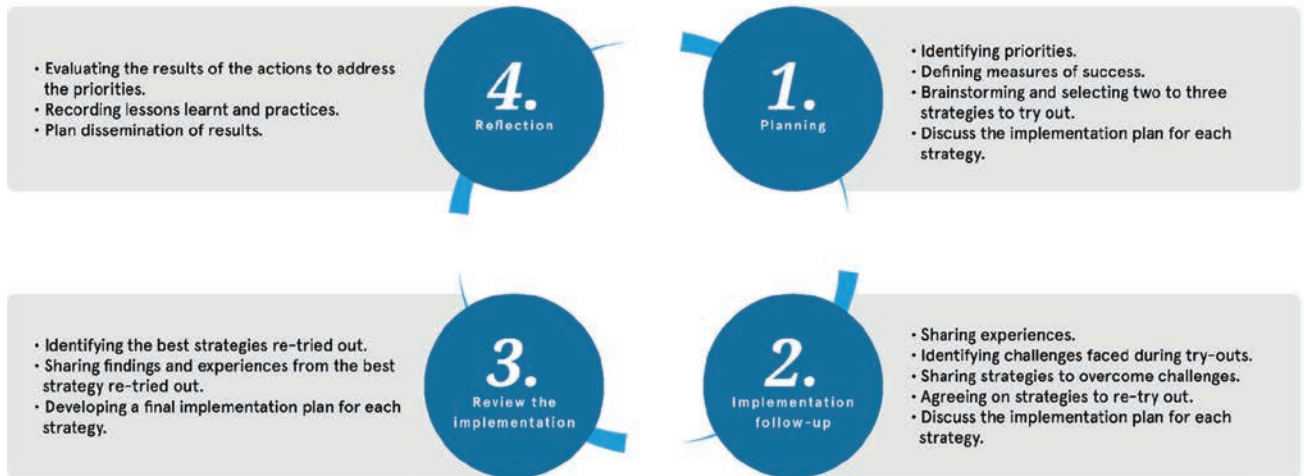 4.
Reflection
• Evaluating the results of the actions to address
the priorities.
• Recording lessons learnt and practices.
• Plan dissemination of results.
1.
Planning
• Identifying priorities.
• Defining measures of success.
• Brainstorming and selecting two to three
strategies to try out.
• Discuss the implementation plan for each
strategy.
3.
Review the
implementation
• Identifying the best strategies re-tried out.
• Sharing findings and experiences from the best
strategy re-tried out.
• Developing a final implementation plan for each
strategy.
2.
Implementation
follow-up
• Sharing experiences.
• Identifying challenges faced during try-outs.
• Sharing strategies to overcome challenges.
• Agreeing on strategies to re-try out.
• Discuss the implementation plan for each
strategy.